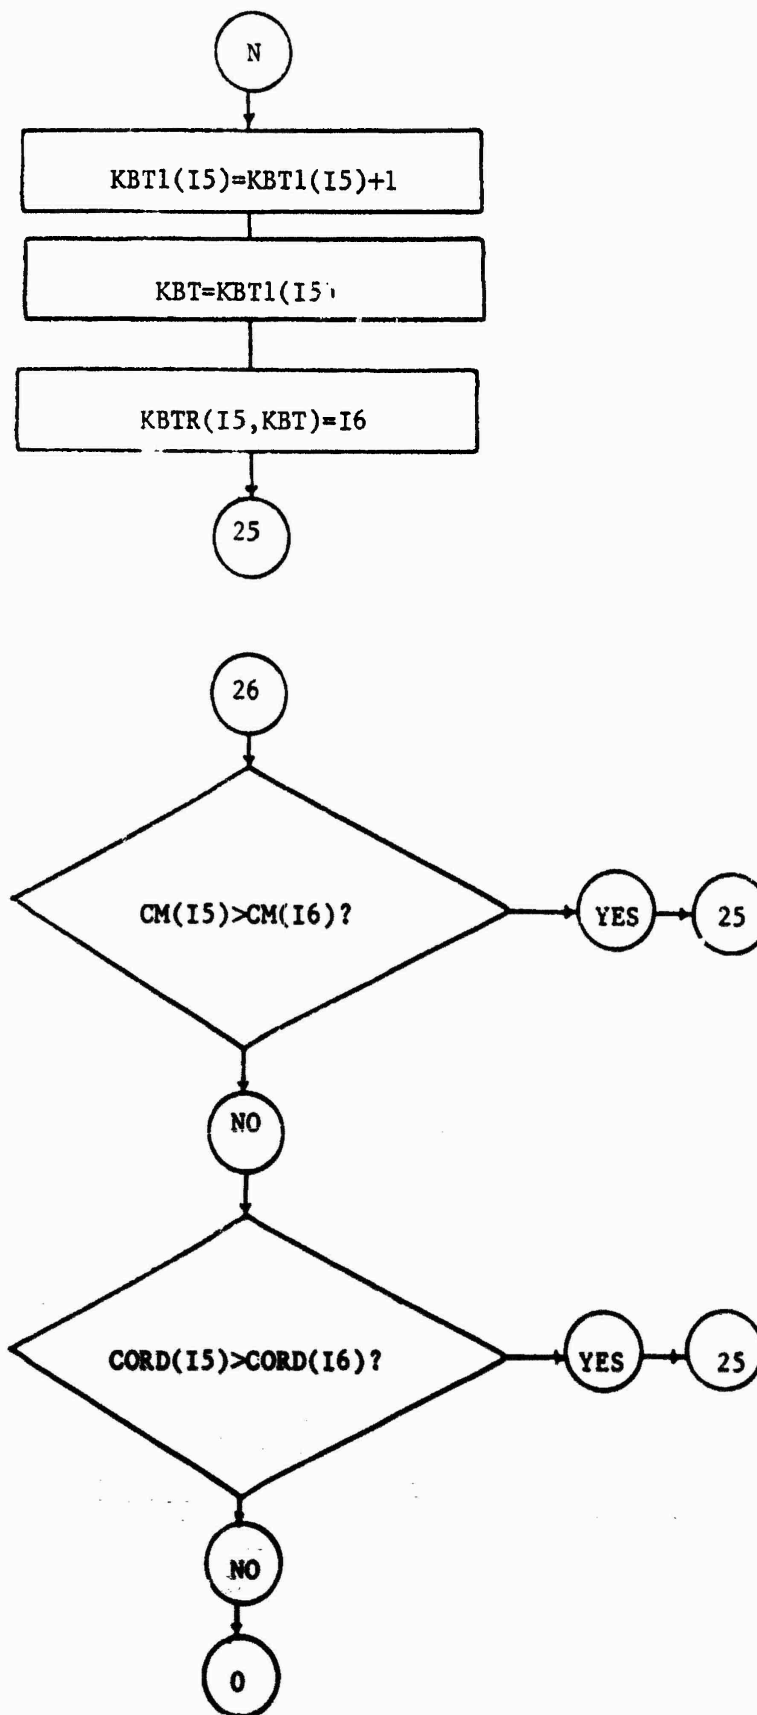 N
KBT1(I5)=KBT1(I5)+1
KBT=KBT1(I5)
KBTR(I5,KBT)=I6
25
26
CM(I5)>CM(I6)?
YES
25
NO
CORD(I5)>CORD(I6)?
YES
25
NO
O